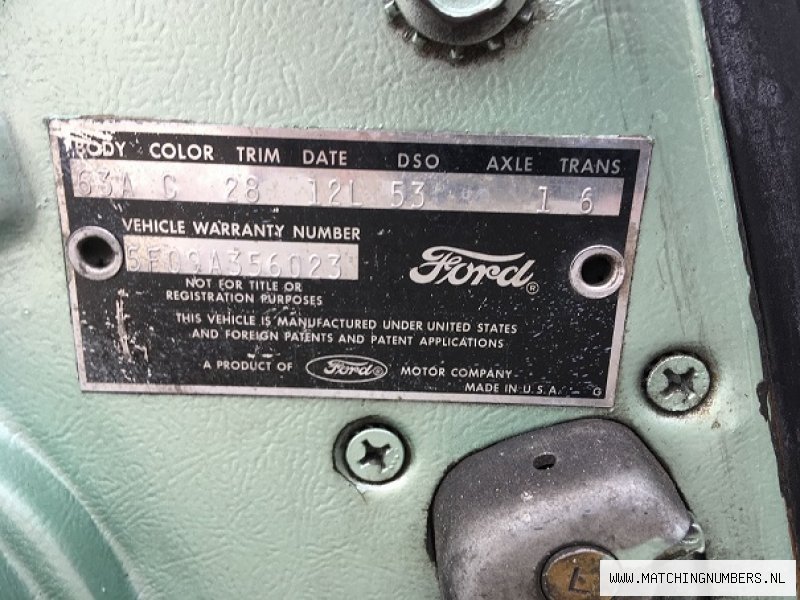 BODY COLOR TRIM DATE DSO AXLE TRANS
63A C 28 12L 53 1 6
VEHICLE WARRANTY NUMBER
5F09A356023
Ford®
NOT FOR TITLE OR
REGISTRATION PURPOSES
THIS VEHICLE IS MANUFACTURED UNDER UNITED STATES
AND FOREIGN PATENTS AND PATENT APPLICATIONS
A PRODUCT OF Ford® MOTOR COMPANY
MADE IN U.S.A. - G
WWW.MATCHINGNUMBERS.NL